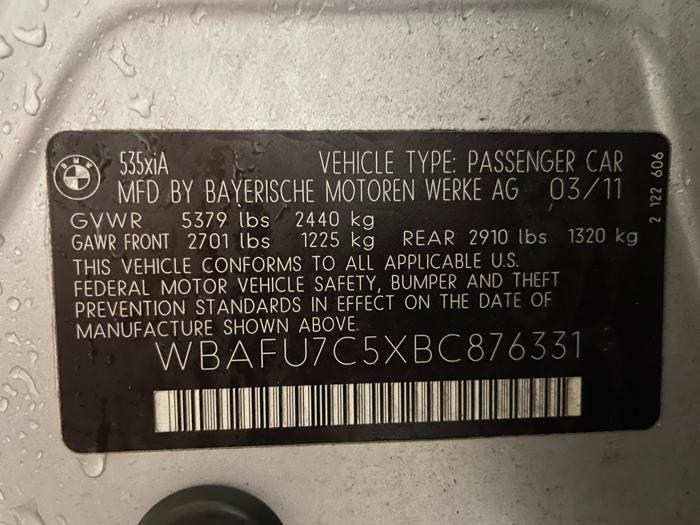 BMW
535xiA VEHICLE TYPE: PASSENGER CAR
MFD BY BAYERISCHE MOTOREN WERKE AG 03/11
GVWR 5379 lbs 2440 kg
GAWR FRONT 2701 lbs 1225 kg REAR 2910 lbs 1320 kg
THIS VEHICLE CONFORMS TO ALL APPLICABLE U.S.
FEDERAL MOTOR VEHICLE SAFETY, BUMPER AND THEFT
PREVENTION STANDARDS IN EFFECT ON THE DATE OF
MANUFACTURE SHOWN ABOVE.
WBAFU7C5XBC876331
2 122 606